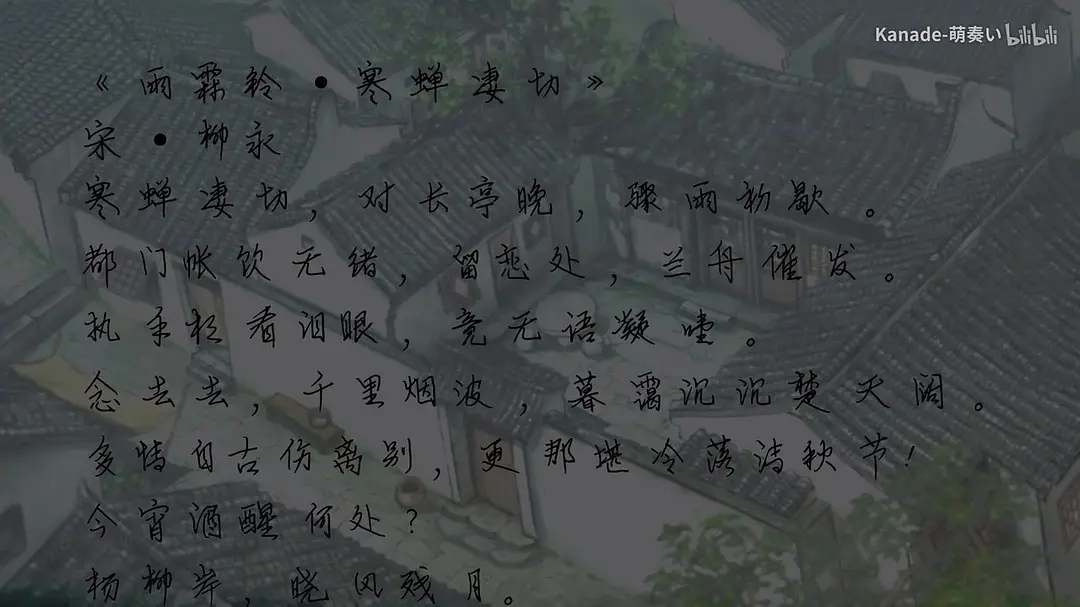 Kanade-萌奏い bilibili
《雨霖铃•寒蝉凄切》
宋•柳永
寒蝉凄切,对长亭晚,骤雨初歇。
都门帐饮无绪,留恋处,兰舟催发。
执手相看泪眼,竟无语凝噎。
念去去,千里烟波,暮霭沉沉楚天阔。
多情自古伤离别,更那堪冷落清秋节!
今宵酒醒何处?
杨柳岸,晓风残月。